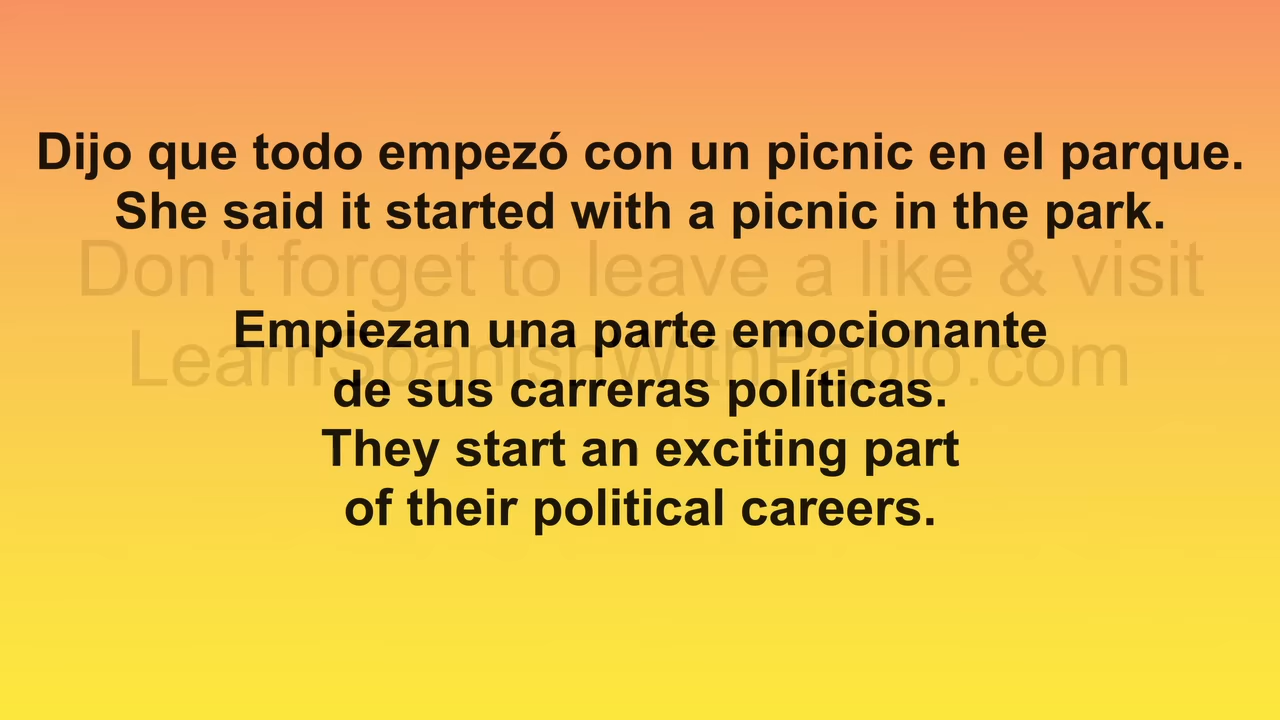 Dijo que todo empezó con un picnic en el parque.
She said it started with a picnic in the park.
Don't forget to leave a like & visit
Empiezan una parte emocionante
LearnSpanishWithPablo.com
de sus carreras políticas.
They start an exciting part
of their political careers.